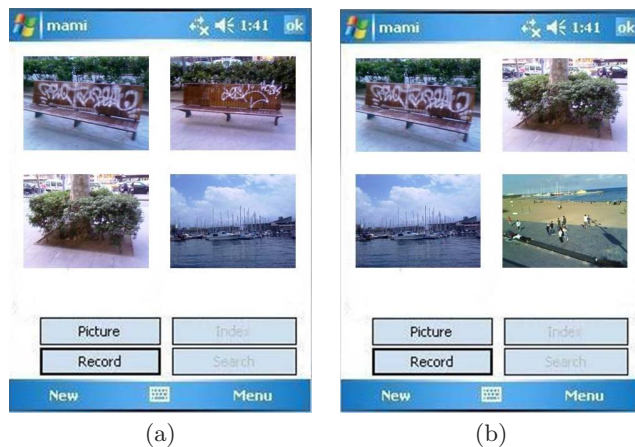 mami 1:41 ok
Picture Index
Record Search
New Menu
(a)
mami 1:41 ok
Picture Index
Record Search
New Menu
(b)